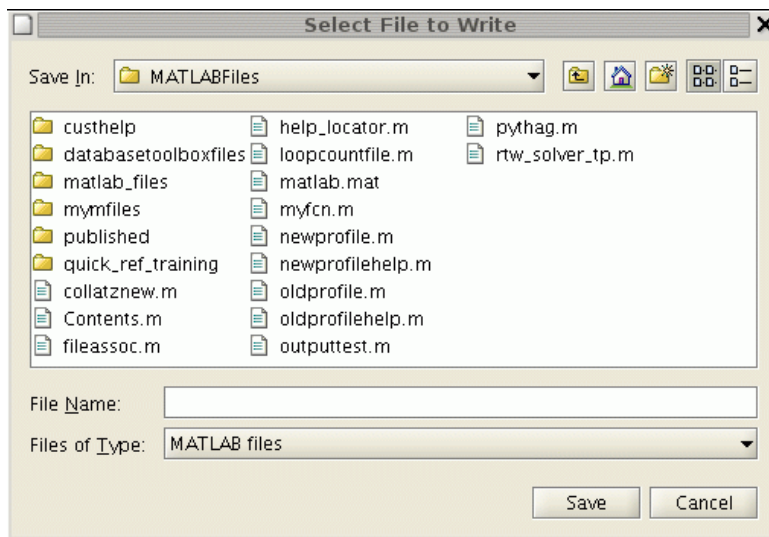 Select File to Write
Save In: MATLABFiles
custhelp
databasetoolboxfiles
matlab_files
mymfiles
published
quick_ref_training
collatznew.m
Contents.m
fileassoc.m
help_locator.m
loopcountfile.m
matlab.mat
myfcn.m
newprofile.m
newprofilehelp.m
oldprofile.m
oldprofilehelp.m
outputtest.m
pythag.m
rtw_solver_tp.m
File Name:
Files of Type: MATLAB files
Save Cancel